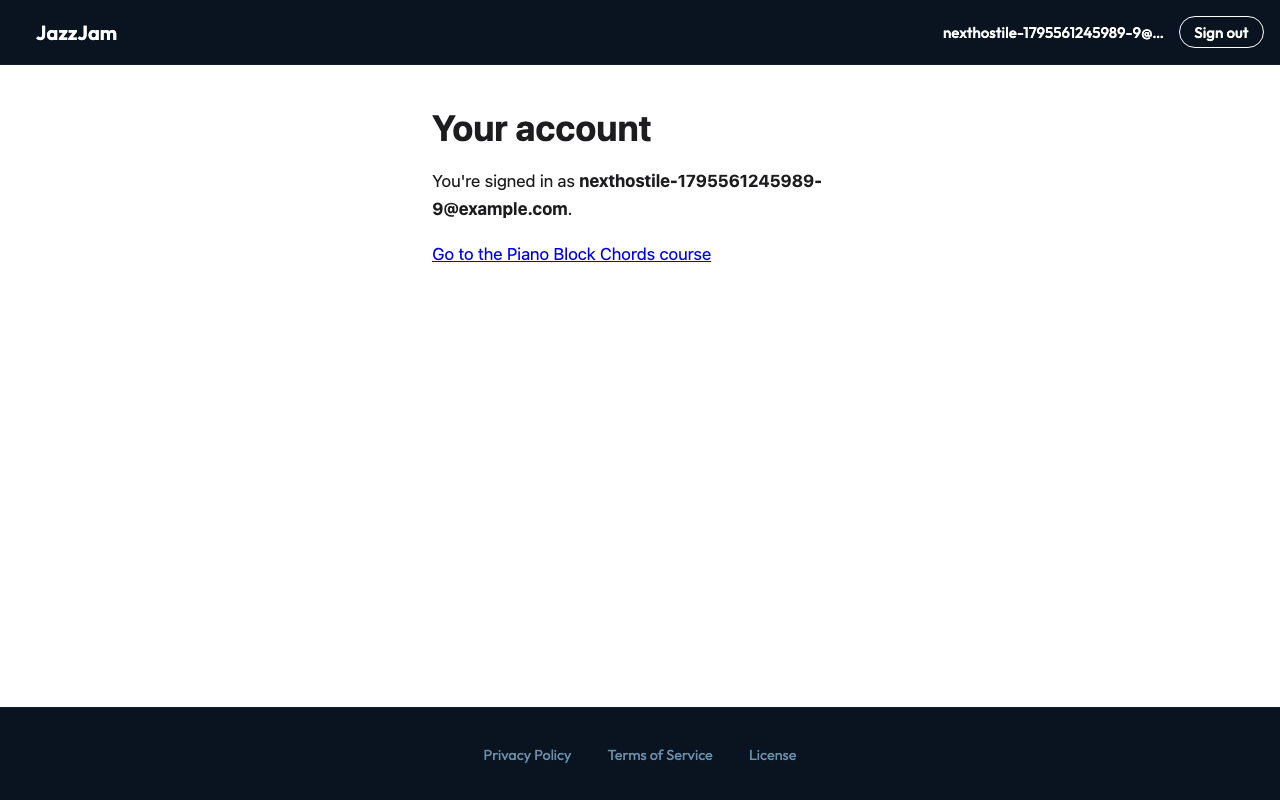 JazzJam
nexthostile-1795561245989-9@...
Sign out
Your account
You're signed in as nexthostile-1795561245989-
9@example.com.
Go to the Piano Block Chords course
Privacy Policy
Terms of Service
License